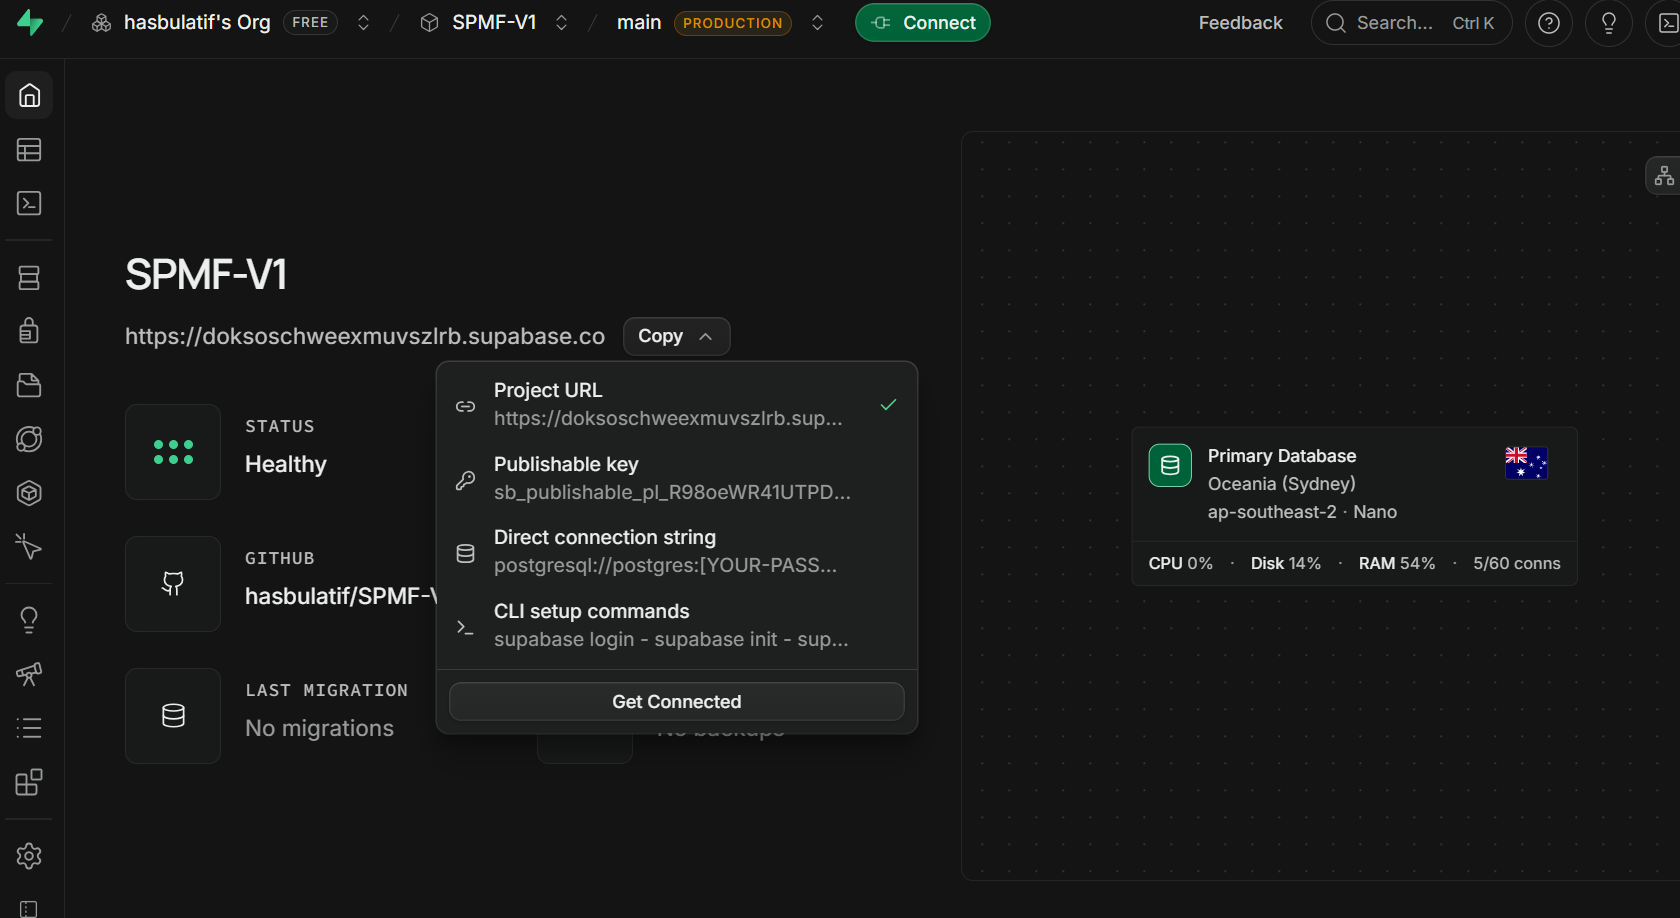 hasbulatif's Org FREE SPMF-V1 main PRODUCTION Connect Feedback Search... Ctrl K
SPMF-V1
https://doksoschweexmuvszlrb.supabase.co Copy
Project URL
https://doksoschweexmuvszlrb.sup...
Publishable key
sb_publishable_pl_R98oeWR41UTPD...
Direct connection string
postgresql://postgres:[YOUR-PASS...
CLI setup commands
supabase login - supabase init - sup...
Get Connected
STATUS
Healthy
GITHUB
hasbulatif/SPMF-V
LAST MIGRATION
No migrations
No backups
Primary Database
Oceania (Sydney)
ap-southeast-2 · Nano
CPU 0% · Disk 14% · RAM 54% · 5/60 conns